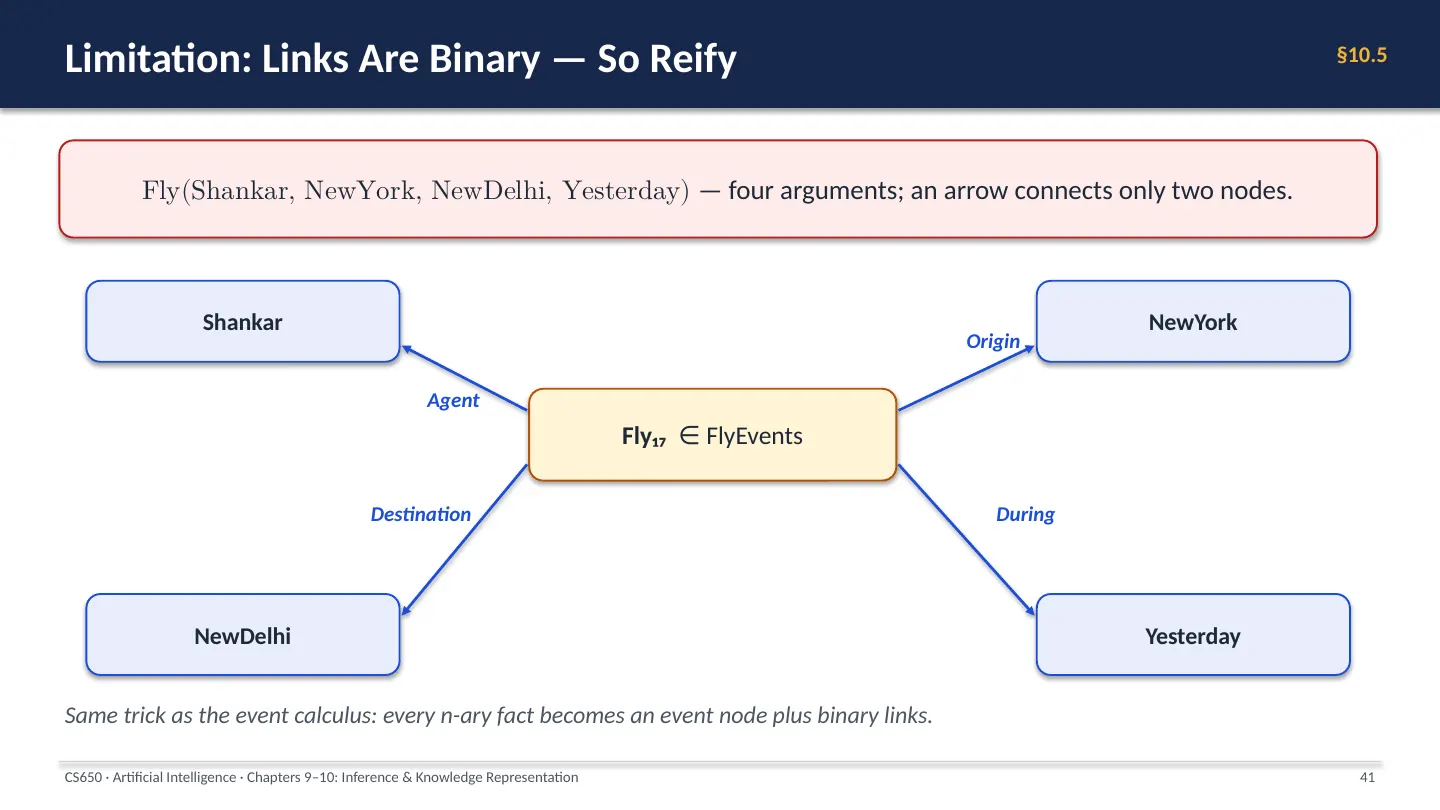 Limitation: Links Are Binary — So Reify
§10.5
Fly(Shankar, NewYork, NewDelhi, Yesterday) — four arguments; an arrow connects only two nodes.
Shankar
NewYork
Origin
Agent
Fly₁₇ ∈ FlyEvents
Destination
During
NewDelhi
Yesterday
Same trick as the event calculus: every n-ary fact becomes an event node plus binary links.
CS650 · Artificial Intelligence · Chapters 9–10: Inference & Knowledge Representation
41